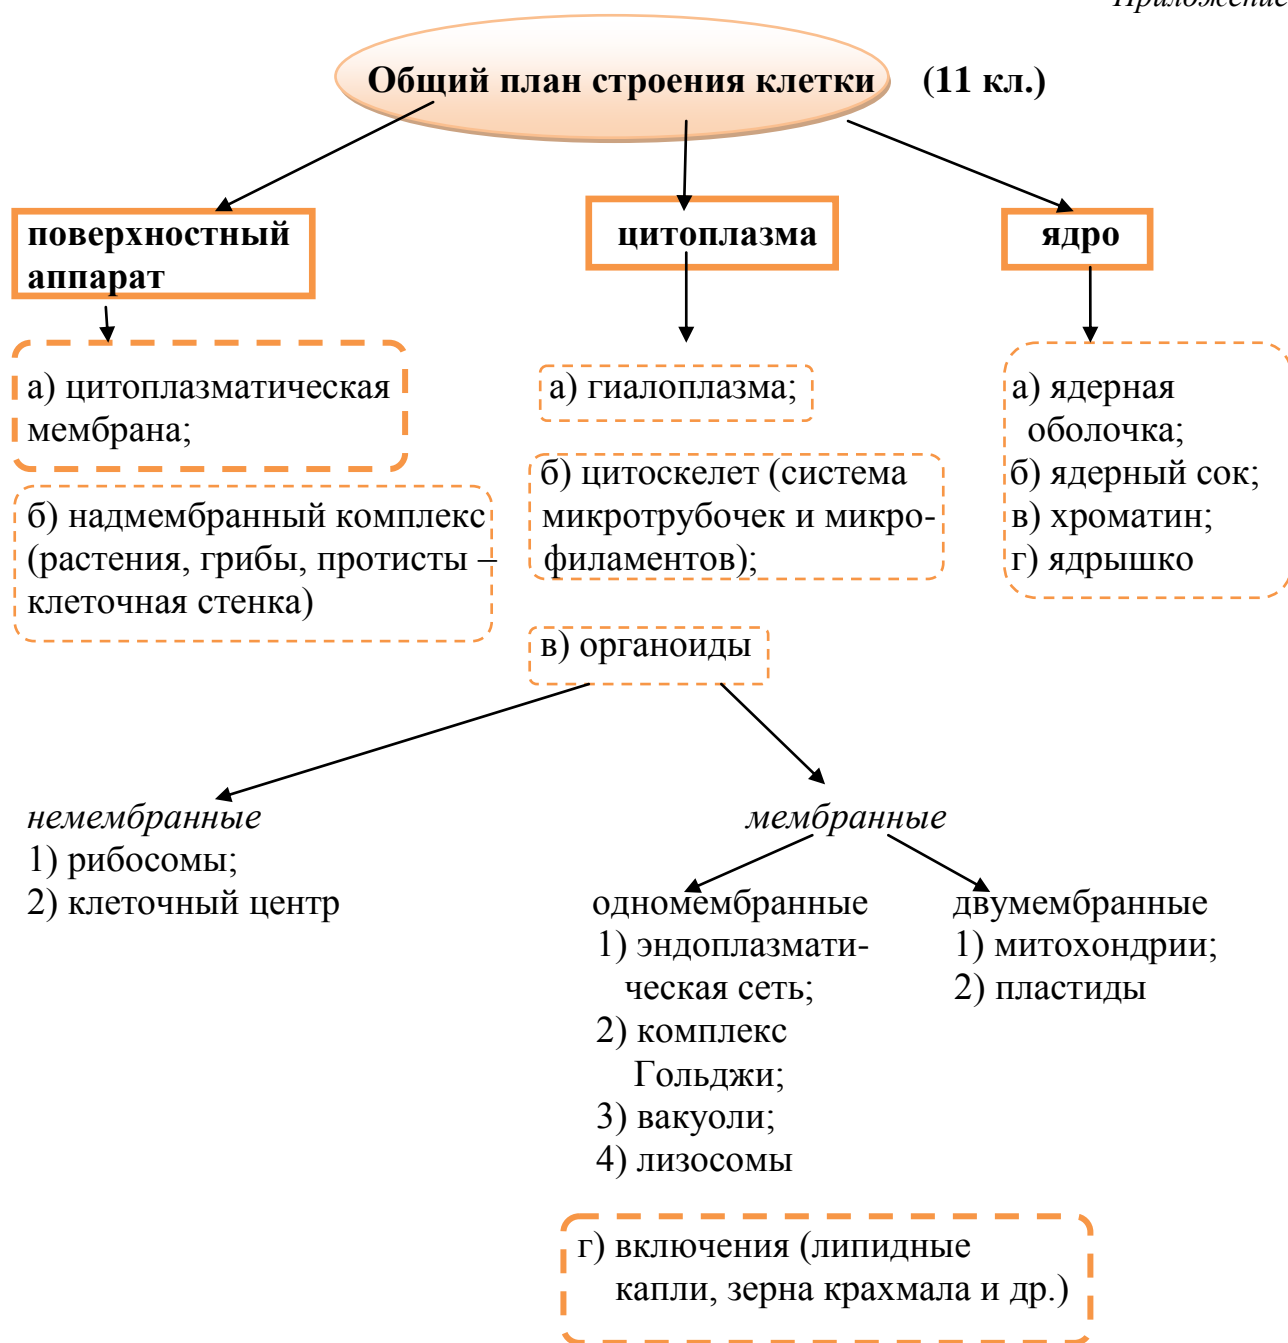 Приложение
Общий план строения клетки (11 кл.)
поверхностный
аппарат
цитоплазма
ядро
а) цитоплазматическая
мембрана;
б) надмембранный комплекс
(растения, грибы, протисты –
клеточная стенка)
а) гиалоплазма;
б) цитоскелет (система
микротрубочек и микро-
филаментов);
в) органоиды
а) ядерная
оболочка;
б) ядерный сок;
в) хроматин;
г) ядрышко
немембранные
1) рибосомы;
2) клеточный центр
мембранные
одномембранные
1) эндоплазмати-
ческая сеть;
2) комплекс
Гольджи;
3) вакуоли;
4) лизосомы
двумембранные
1) митохондрии;
2) пластиды
г) включения (липидные
капли, зерна крахмала и др.)